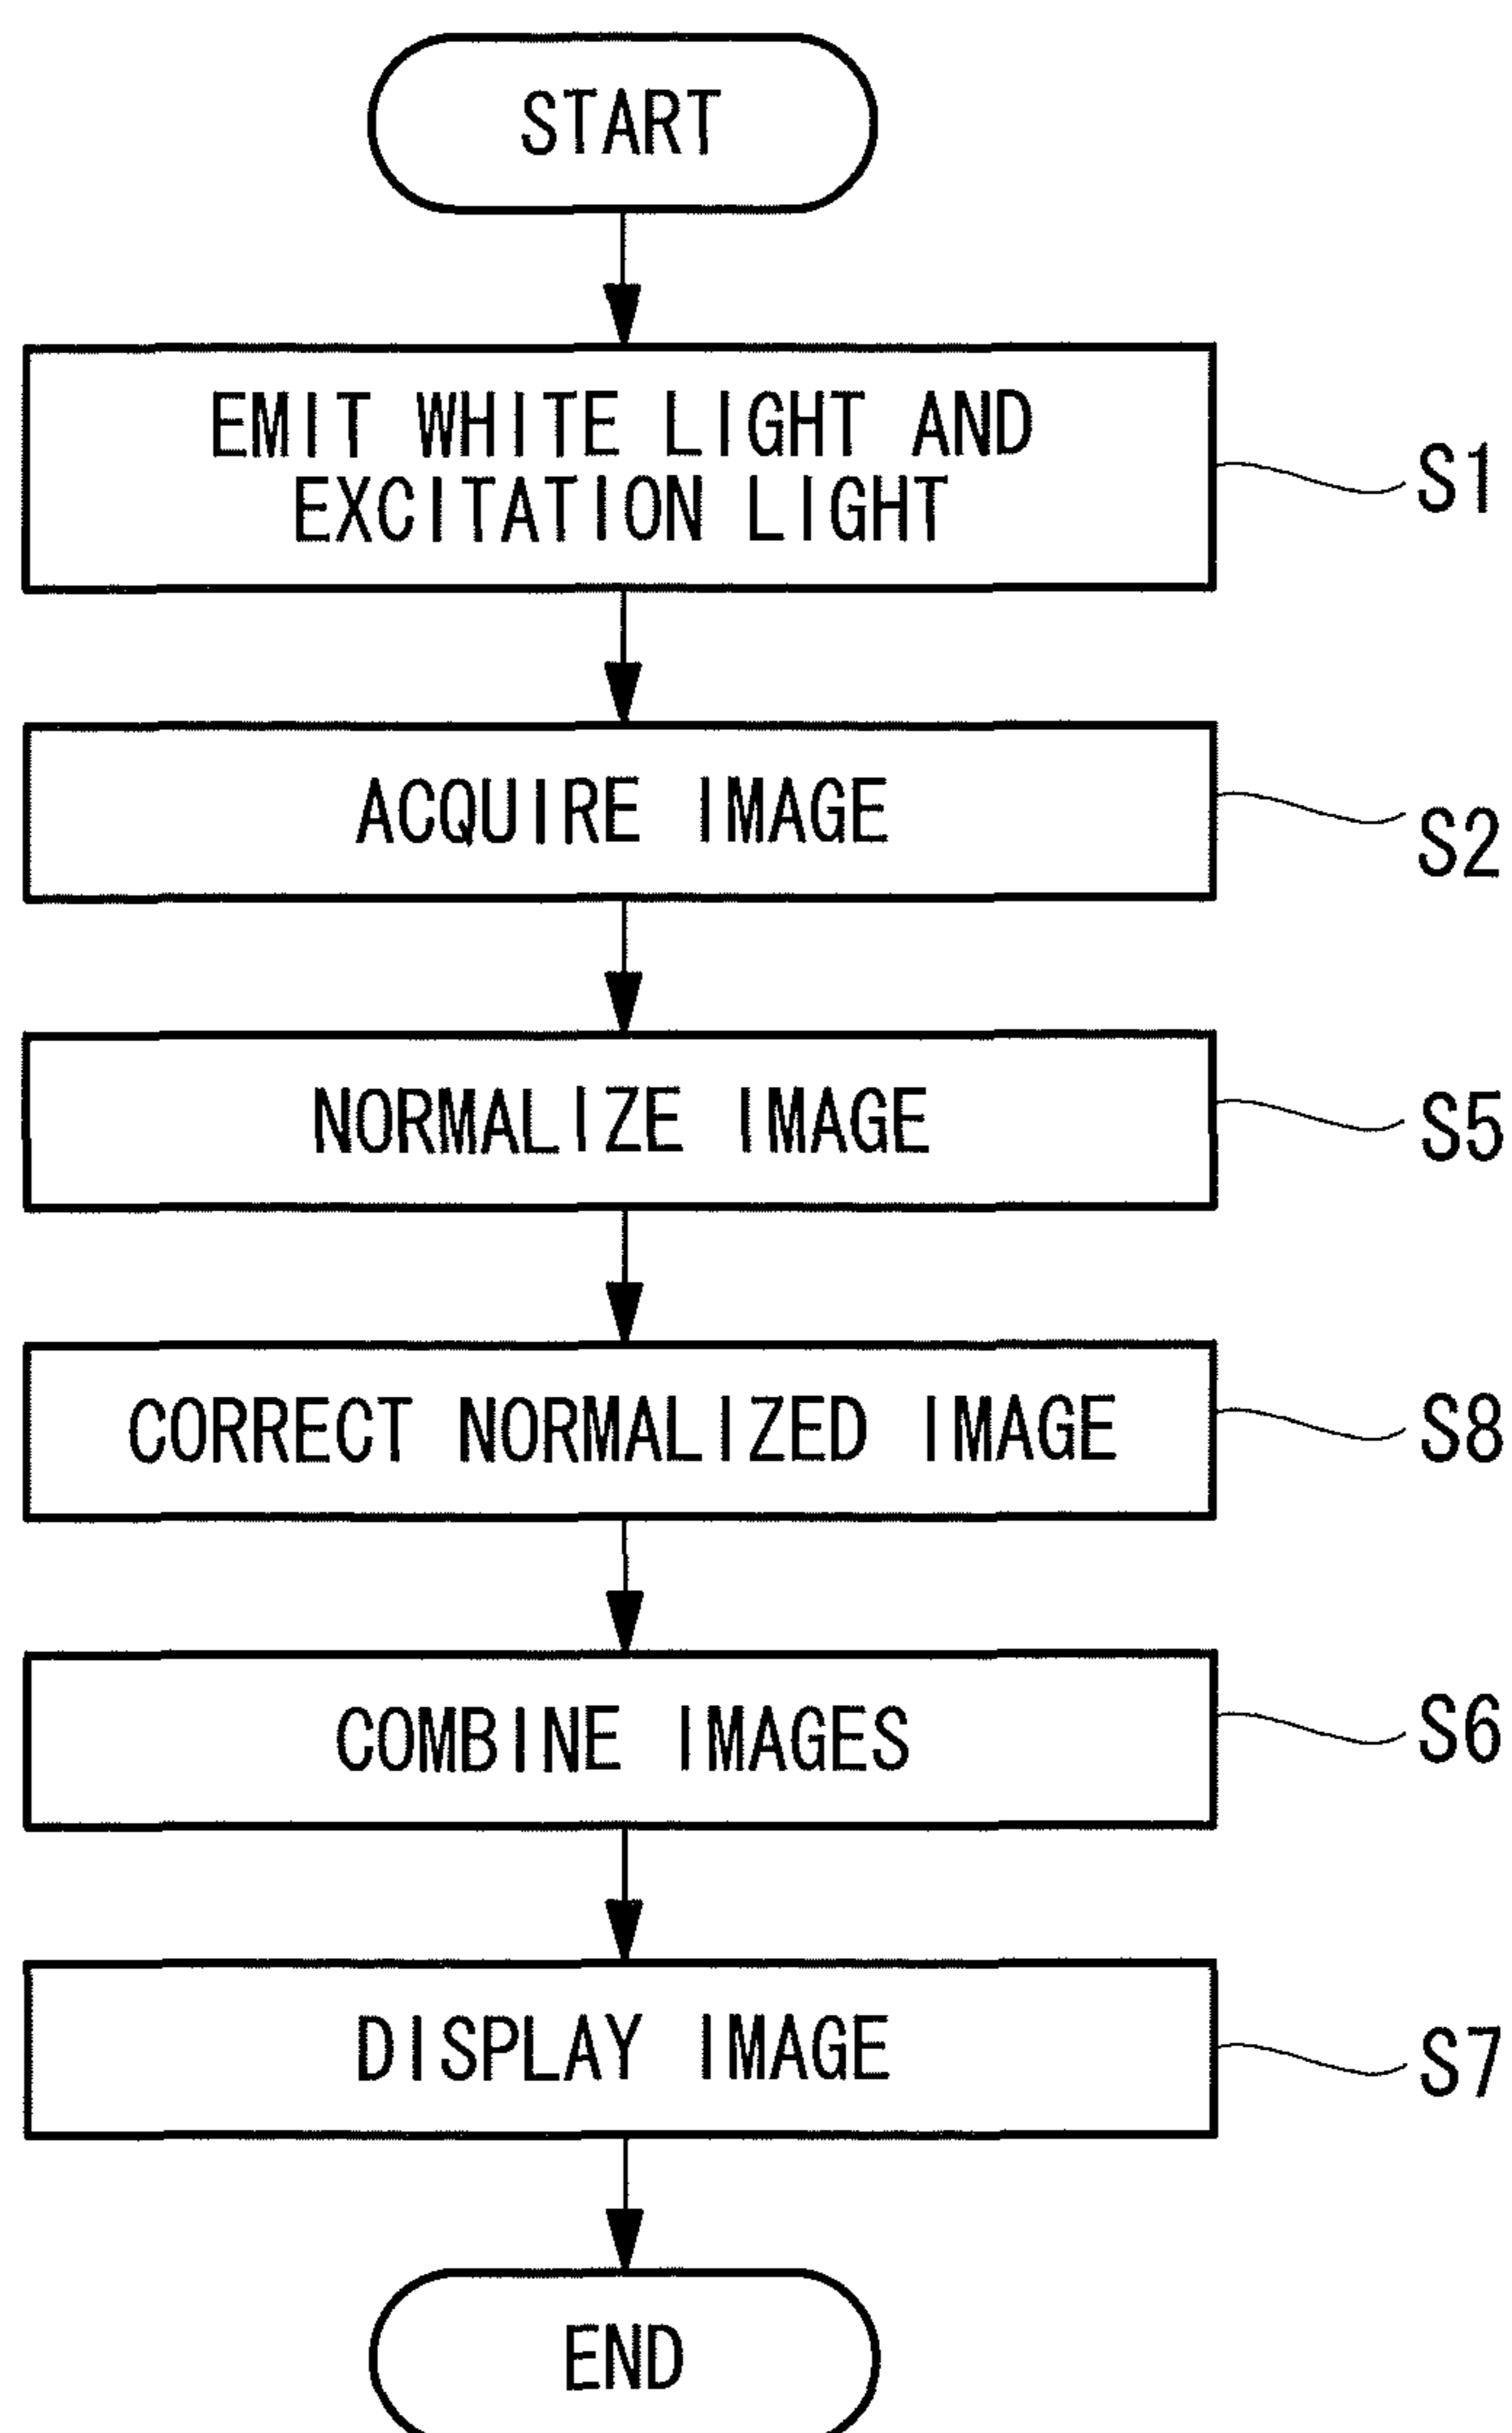 START
EMIT WHITE LIGHT AND
EXCITATION LIGHT
S1
ACQUIRE IMAGE
S2
NORMALIZE IMAGE
S5
CORRECT NORMALIZED IMAGE
S8
COMBINE IMAGES
S6
DISPLAY IMAGE
S7
END